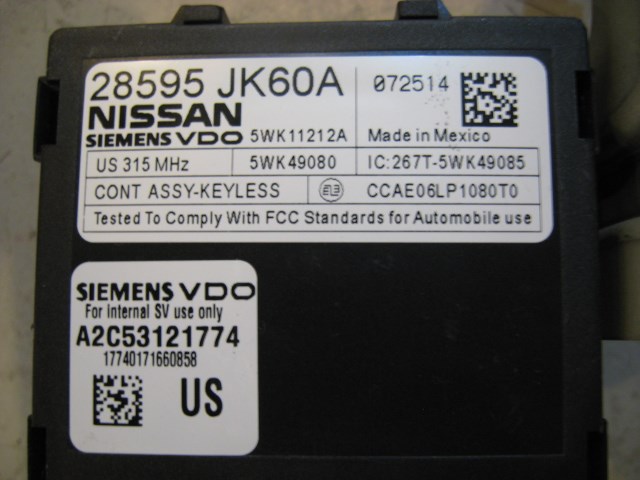 28595 JK60A 072514
NISSAN
SIEMENS VDO 5WK11212A Made in Mexico
US 315 MHz 5WK49080 IC:267T-5WK49085
CONT ASSY-KEYLESS CCAE06LP1080T0
Tested To Comply With FCC Standards for Automobile use
SIEMENS VDO
For internal SV use only
A2C53121774
17740171660858
US